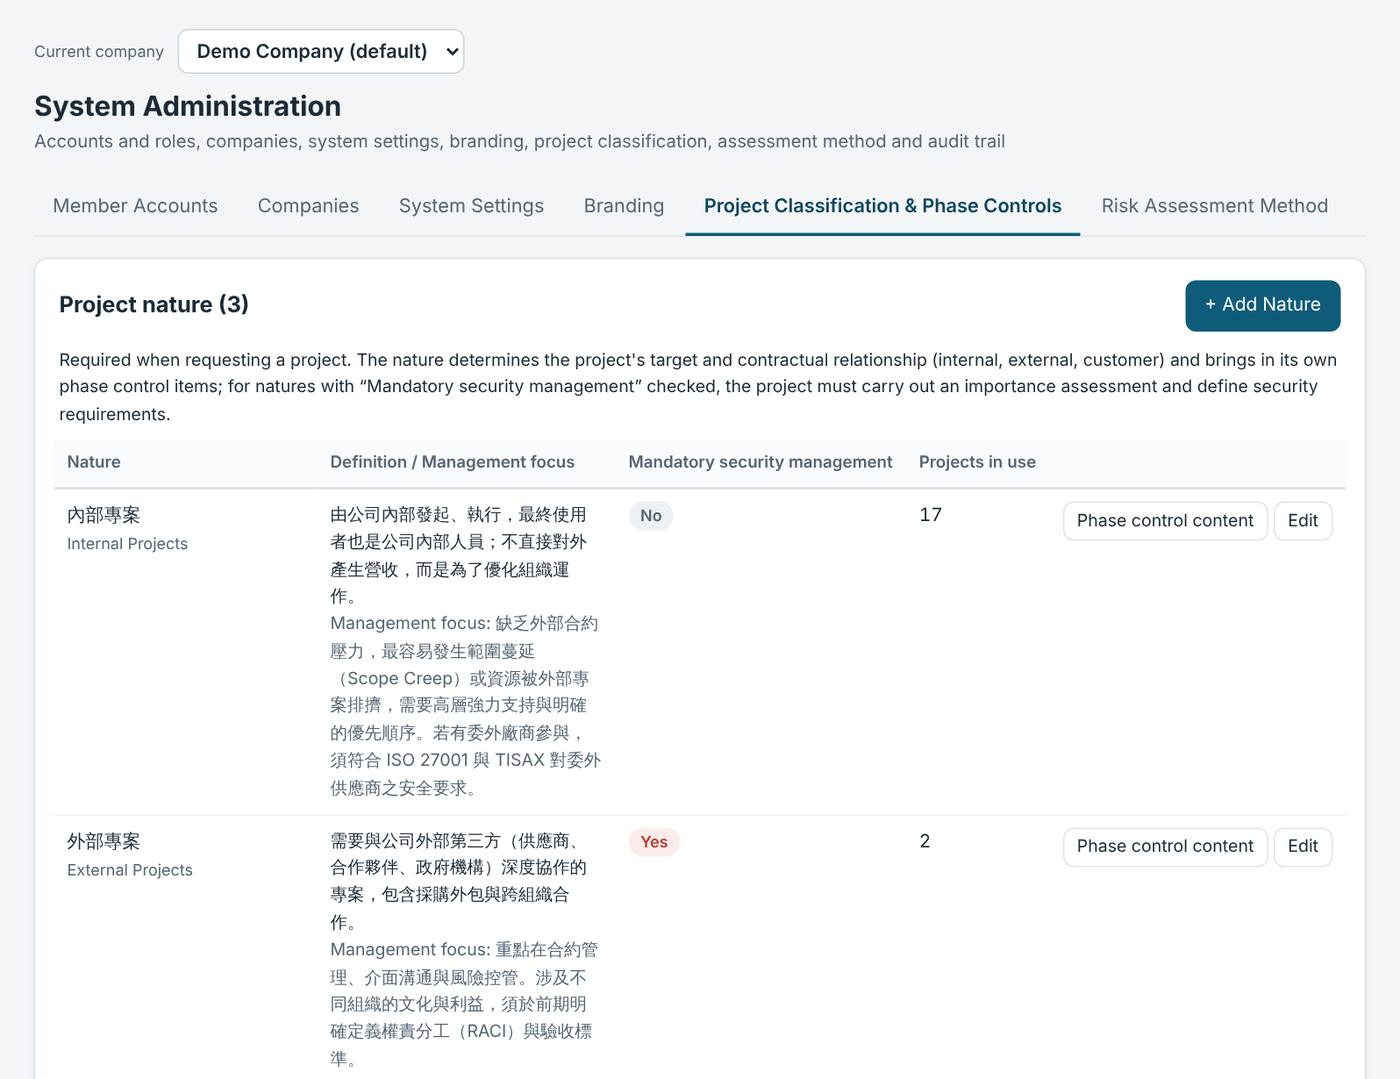 Current company
Demo Company (default)
System Administration
Accounts and roles, companies, system settings, branding, project classification, assessment method and audit trail
Member Accounts
Companies
System Settings
Branding
Project Classification & Phase Controls
Risk Assessment Method
Project nature (3)
+ Add Nature
Required when requesting a project. The nature determines the project's target and contractual relationship (internal, external, customer) and brings in its own
phase control items; for natures with “Mandatory security management” checked, the project must carry out an importance assessment and define security
requirements.
Nature
Definition / Management focus
Mandatory security management
Projects in use
內部專案
Internal Projects
由公司內部發起、執行，最終使用
者也是公司內部人員；不直接對外
產生營收，而是為了優化組織運
作。
Management focus: 缺乏外部合約
壓力，最容易發生範圍蔓延
（Scope Creep）或資源被外部專
案排擠，需要高層強力支持與明確
的優先順序。若有委外廠商參與，
須符合 ISO 27001 與 TISAX 對委外
供應商之安全要求。
No
17
Phase control content
Edit
外部專案
External Projects
需要與公司外部第三方（供應商、
合作夥伴、政府機構）深度協作的
專案，包含採購外包與跨組織合
作。
Management focus: 重點在合約管
理、介面溝通與風險控管。涉及不
同組織的文化與利益，須於前期明
確定義權責分工（RACI）與驗收標
準。
Yes
2
Phase control content
Edit